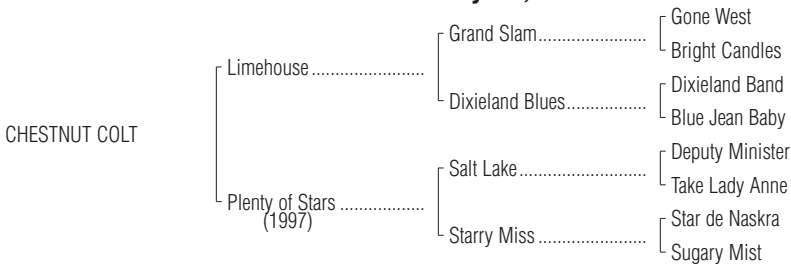 Gone West
Grand Slam........................
Bright Candles
Limehouse ........................
Dixieland Band
Dixieland Blues.................
Blue Jean Baby
CHESTNUT COLT
Deputy Minister
Salt Lake...........................
Take Lady Anne
Plenty of Stars ..................
(1997)
Star de Naskra
Starry Miss .......................
Sugary Mist